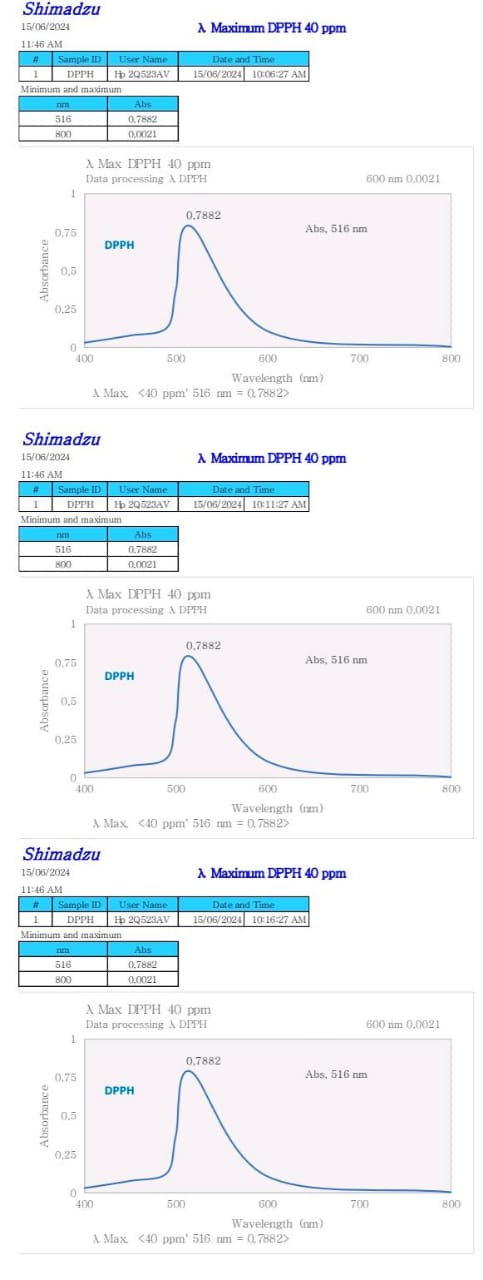 Shimadzu
15/06/2024
λ Maximum DPPH 40 ppm
11:46 AM
# Sample ID User Name Date and Time
1 DPPH Hp 2Q523AV 15/06/2024 10:06:27 AM
Minimum and maximum
nm Abs
516 0,7882
800 0,0021
λ Max DPPH 40 ppm
Data processing λ DPPH 600 nm 0,0021
1
0,7882
Abs, 516 nm
0,75
DPPH
0,5
Absorbance
0,25
0
400 500 600 700 800
Wavelength (nm)
λ Max, <40 ppm' 516 nm = 0,7882>
Shimadzu
15/06/2024
λ Maximum DPPH 40 ppm
11:46 AM
# Sample ID User Name Date and Time
1 DPPH Hp 2Q523AV 15/06/2024 10:11:27 AM
Minimum and maximum
nm Abs
516 0,7882
800 0,0021
λ Max DPPH 40 ppm
Data processing λ DPPH 600 nm 0,0021
1
0,7882
Abs, 516 nm
0,75
DPPH
0,5
Absorbance
0,25
0
400 500 600 700 800
Wavelength (nm)
λ Max, <40 ppm' 516 nm = 0,7882>
Shimadzu
15/06/2024
λ Maximum DPPH 40 ppm
11:46 AM
# Sample ID User Name Date and Time
1 DPPH Hp 2Q523AV 15/06/2024 10:16:27 AM
Minimum and maximum
nm Abs
516 0,7882
800 0,0021
λ Max DPPH 40 ppm
Data processing λ DPPH 600 nm 0,0021
1
0,7882
Abs, 516 nm
0,75
DPPH
0,5
Absorbance
0,25
0
400 500 600 700 800
Wavelength (nm)
λ Max, <40 ppm' 516 nm = 0,7882>